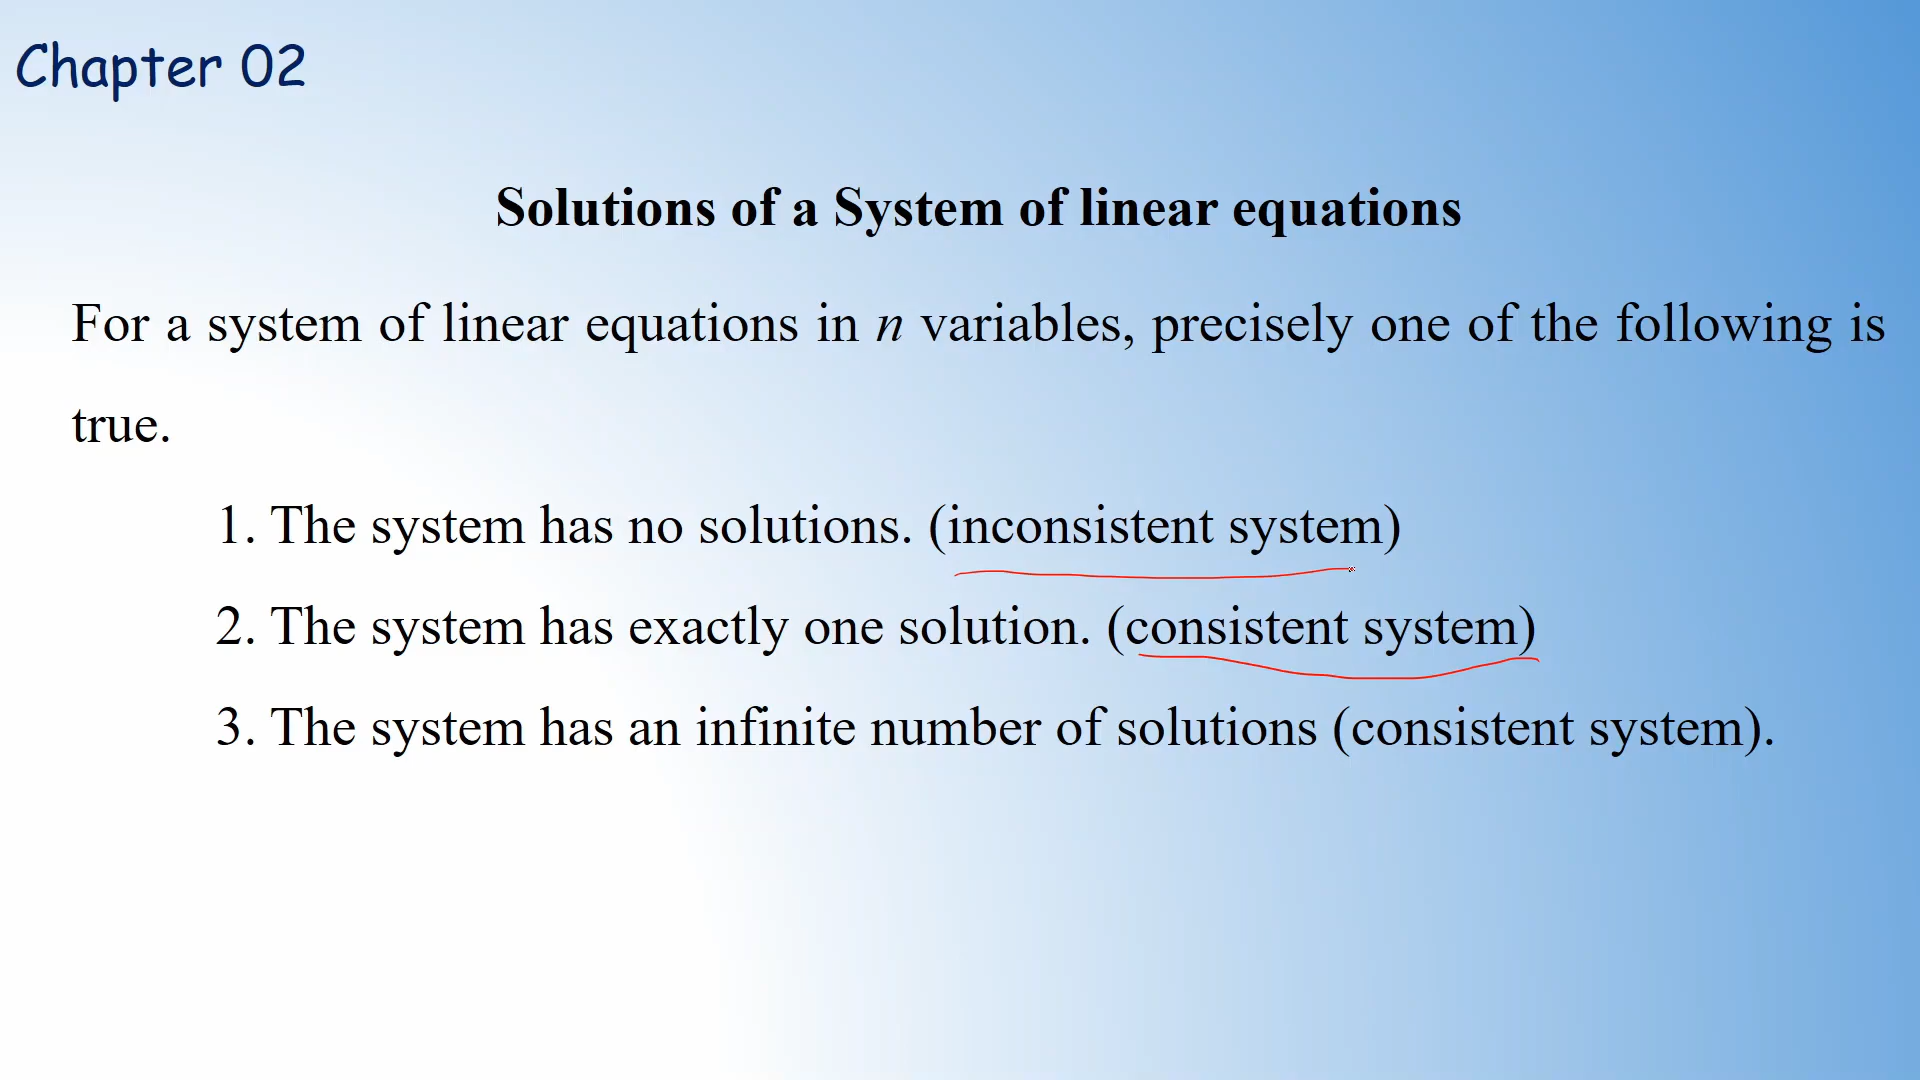 Chapter 02
Solutions of a System of linear equations
For a system of linear equations in n variables, precisely one of the following is
true.
1. The system has no solutions. (inconsistent system)
2. The system has exactly one solution. (consistent system)
3. The system has an infinite number of solutions (consistent system).